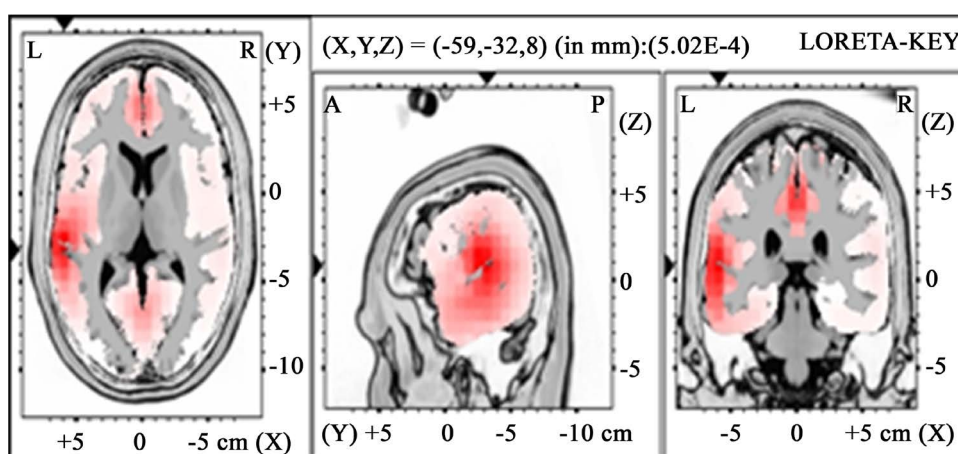 (X,Y,Z) = (-59,-32,8) (in mm):(5.02E-4) LORETA-KEY
L R (Y)
+5
0
-5
-10
+5 0 -5 cm (X)
A P (Z)
+5
0
-5
(Y) +5 0 -5 -10 cm
L R (Z)
+5
0
-5
-5 0 +5 cm (X)